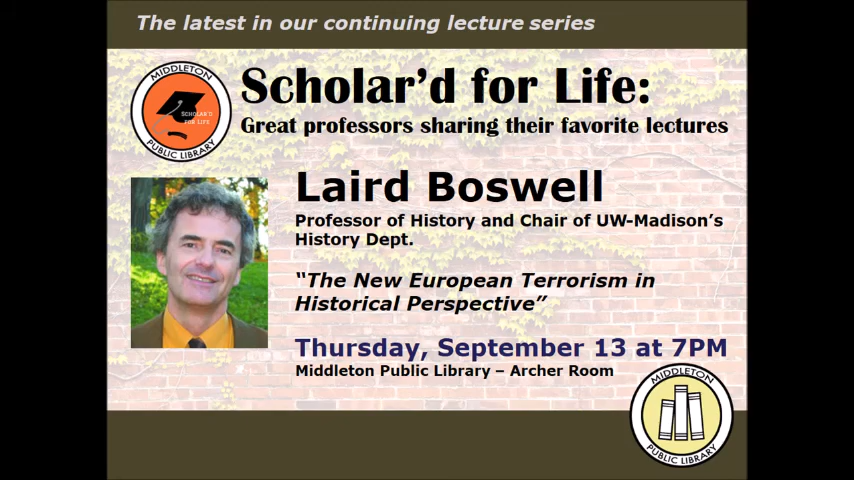 The latest in our continuing lecture series
MIDDLETON
SCHOLAR'D
FOR LIFE
PUBLIC LIBRARY
Scholar'd for Life:
Great professors sharing their favorite lectures
Laird Boswell
Professor of History and Chair of UW-Madison's
History Dept.
“The New European Terrorism in
Historical Perspective”
Thursday, September 13 at 7PM
Middleton Public Library – Archer Room
MIDDLETON
PUBLIC LIBRARY